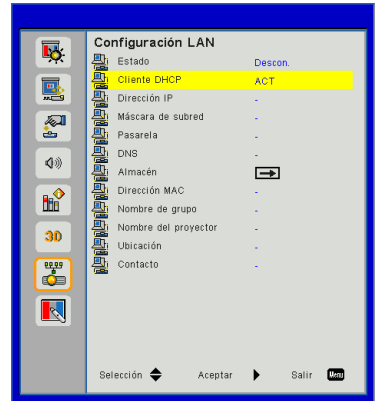 Configuración LAN
Estado Descon.
Cliente DHCP ACT
Dirección IP -
Máscara de subred -
Pasarela -
DNS -
Almacén
Dirección MAC -
Nombre de grupo -
Nombre del proyector -
Ubicación -
Contacto -
3D
Selección Aceptar Salir Menu